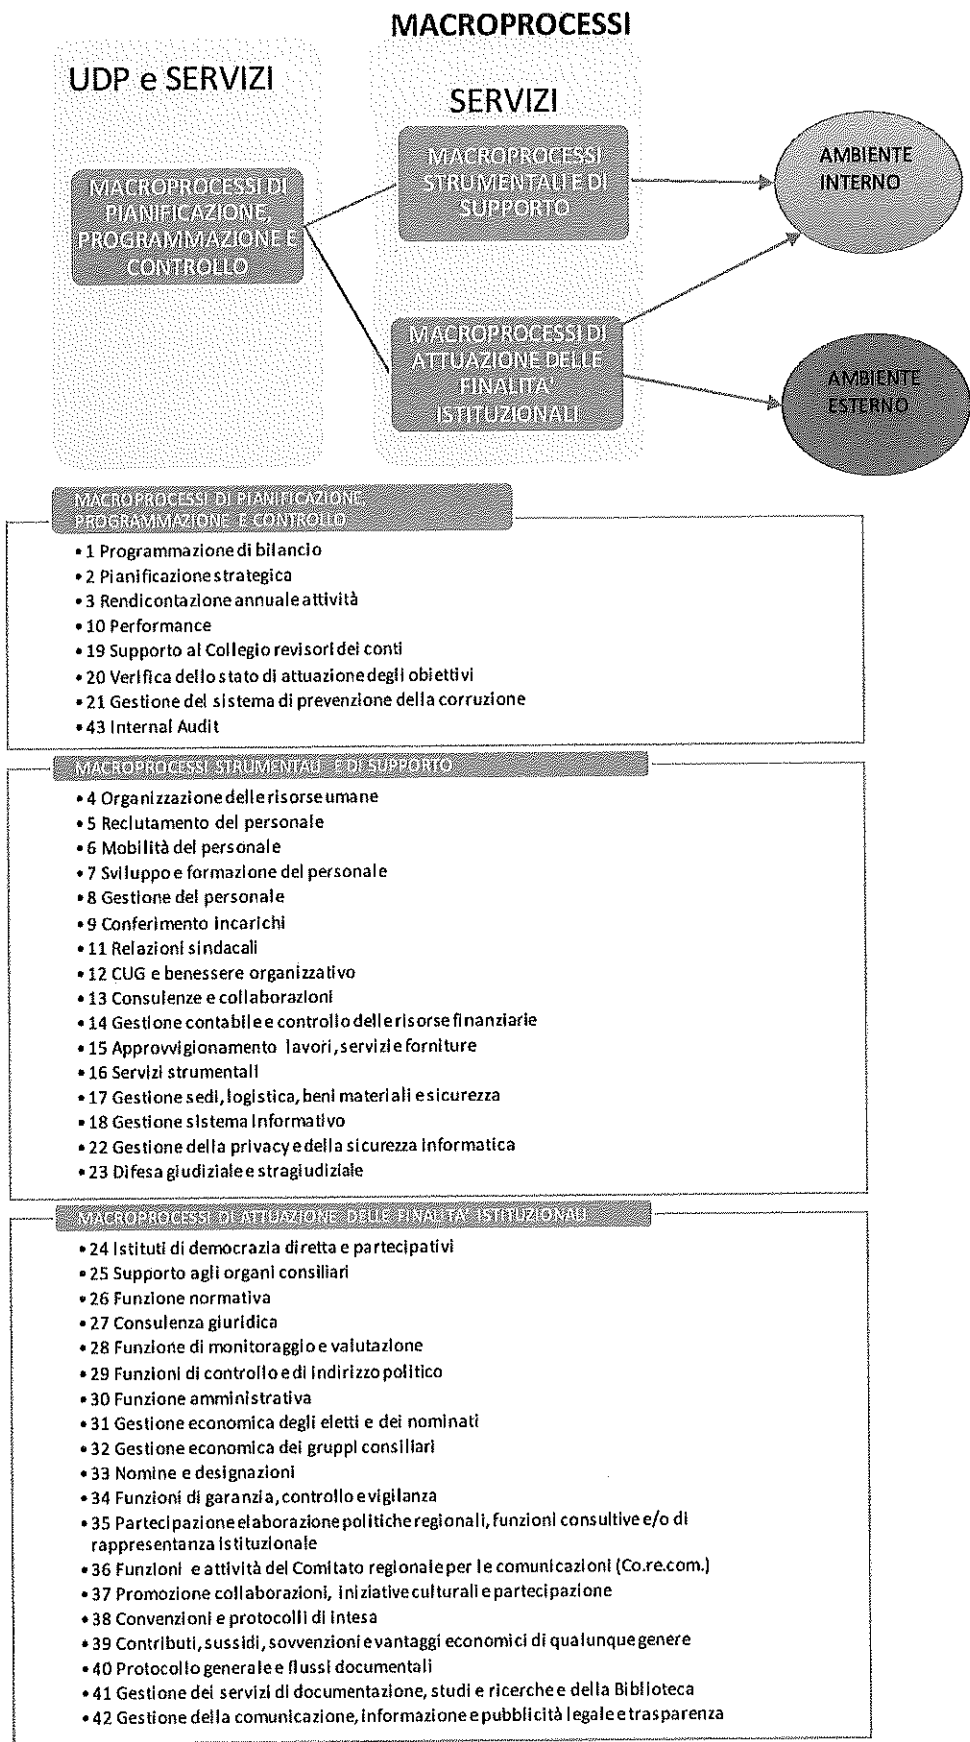 MACROPROCESSI
UDP e SERVIZI
SERVIZI
MACROPROCESSI DI
PIANIFICAZIONE,
PROGRAMMAZIONE E
CONTROLLO
MACROPROCESSI
STRUMENTALI E DI
SUPPORTO
AMBIENTE
INTERNO
MACROPROCESSI DI
ATTUAZIONE DELLE
FINALITA'
ISTITUZIONALI
AMBIENTE
ESTERNO
MACROPROCESSI DI PIANIFICAZIONE,
PROGRAMMAZIONE E CONTROLLO
• 1 Programmazione di bilancio
• 2 Pianificazione strategica
• 3 Rendicontazione annuale attività
• 10 Performance
• 19 Supporto al Collegio revisori dei conti
• 20 Verifica dello stato di attuazione degli obiettivi
• 21 Gestione del sistema di prevenzione della corruzione
• 43 Internal Audit
MACROPROCESSI STRUMENTALI E DI SUPPORTO
• 4 Organizzazione delle risorse umane
• 5 Reclutamento del personale
• 6 Mobilità del personale
• 7 Sviluppo e formazione del personale
• 8 Gestione del personale
• 9 Conferimento incarichi
• 11 Relazioni sindacali
• 12 CUG e benessere organizzativo
• 13 Consulenze e collaborazioni
• 14 Gestione contabile e controllo delle risorse finanziarie
• 15 Approvvigionamento lavori, servizi e forniture
• 16 Servizi strumentali
• 17 Gestione sedi, logistica, beni materiali e sicurezza
• 18 Gestione sistema informativo
• 22 Gestione della privacy e della sicurezza informatica
• 23 Difesa giudiziale e stragiudiziale
MACROPROCESSI DI ATTUAZIONE DELLE FINALITA' ISTITUZIONALI
• 24 Istituti di democrazia diretta e partecipativi
• 25 Supporto agli organi consiliari
• 26 Funzione normativa
• 27 Consulenza giuridica
• 28 Funzione di monitoraggio e valutazione
• 29 Funzioni di controllo e di indirizzo politico
• 30 Funzione amministrativa
• 31 Gestione economica degli eletti e dei nominati
• 32 Gestione economica dei gruppi consiliari
• 33 Nomine e designazioni
• 34 Funzioni di garanzia, controllo e vigilanza
• 35 Partecipazione elaborazione politiche regionali, funzioni consultive e/o di
rappresentanza istituzionale
• 36 Funzioni e attività del Comitato regionale per le comunicazioni (Co.re.com.)
• 37 Promozione collaborazioni, iniziative culturali e partecipazione
• 38 Convenzioni e protocolli di intesa
• 39 Contributi, sussidi, sovvenzioni e vantaggi economici di qualunque genere
• 40 Protocollo generale e flussi documentali
• 41 Gestione dei servizi di documentazione, studi e ricerche e della Biblioteca
• 42 Gestione della comunicazione, informazione e pubblicità legale e trasparenza